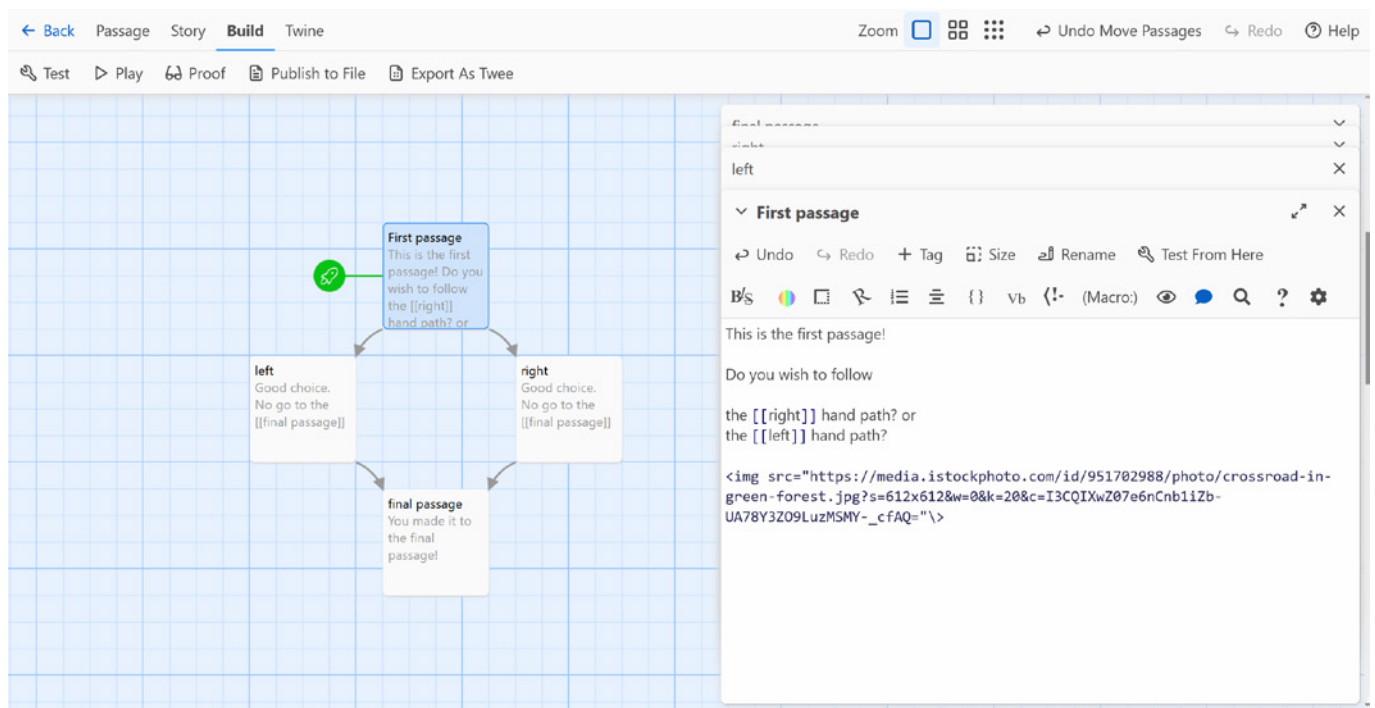 Back Passage Story Build Twine Zoom Undo Move Passages Redo Help
Test Play Proof Publish to File Export As Twee
First passage
This is the first
passage! Do you
wish to follow
the [[right]]
hand path? or
left
Good choice.
No go to the
[[final passage]]
right
Good choice.
No go to the
[[final passage]]
final passage
You made it to
the final
passage!
final passage
right
left
First passage
Undo Redo + Tag Size Rename Test From Here
{} Vb (Macro:) ?
This is the first passage!
Do you wish to follow
the [[right]] hand path? or
the [[left]] hand path?
<img src="https://media.istockphoto.com/id/951702988/photo/crossroad-in-
green-forest.jpg?s=612x612&w=0&k=20&c=I3CQIXwZ07e6nCnb1iZb-
UA78Y3ZO9LuzMSMY-_cfAQ="\>